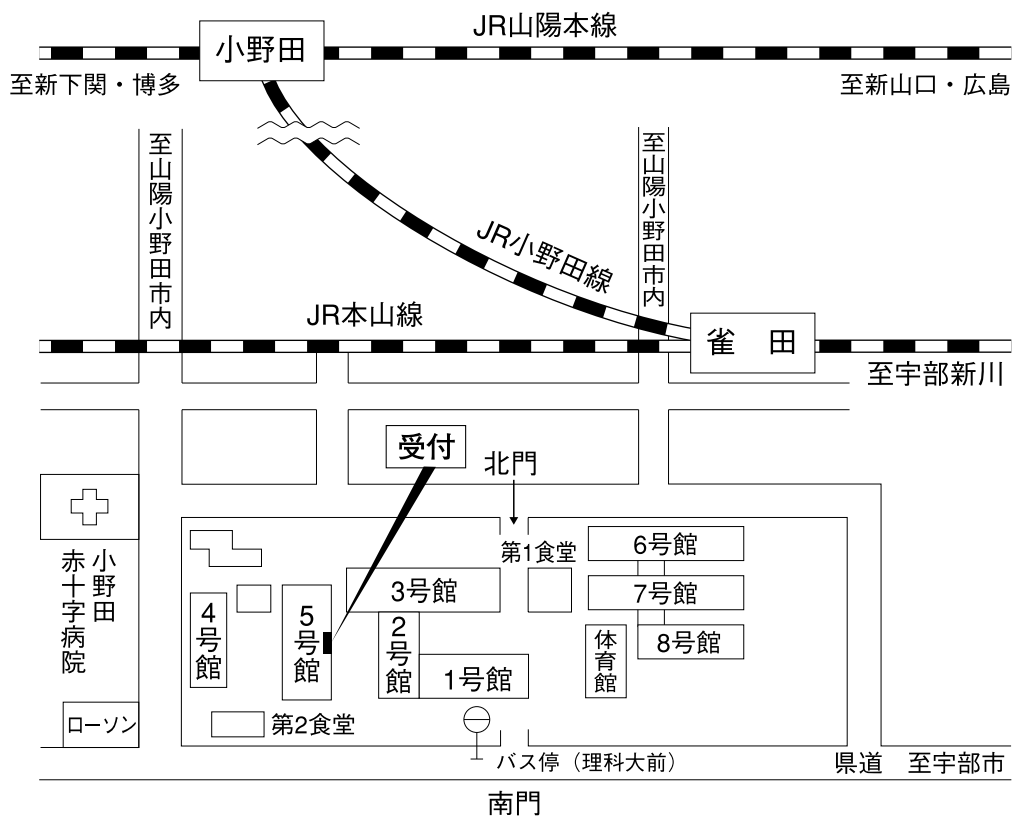 JR山陽本線
小野田
至新下関・博多
至新山口・広島
至山陽小野田市内
至山陽小野田市内
JR小野田線
JR本山線
雀　田
至宇部新川
受付
北門
第1食堂
6号館
3号館
7号館
小野田
赤十字病院
4号館
5号館
2号館
体育館
8号館
1号館
ローソン
第2食堂
バス停（理科大前）
県道
至宇部市
南門